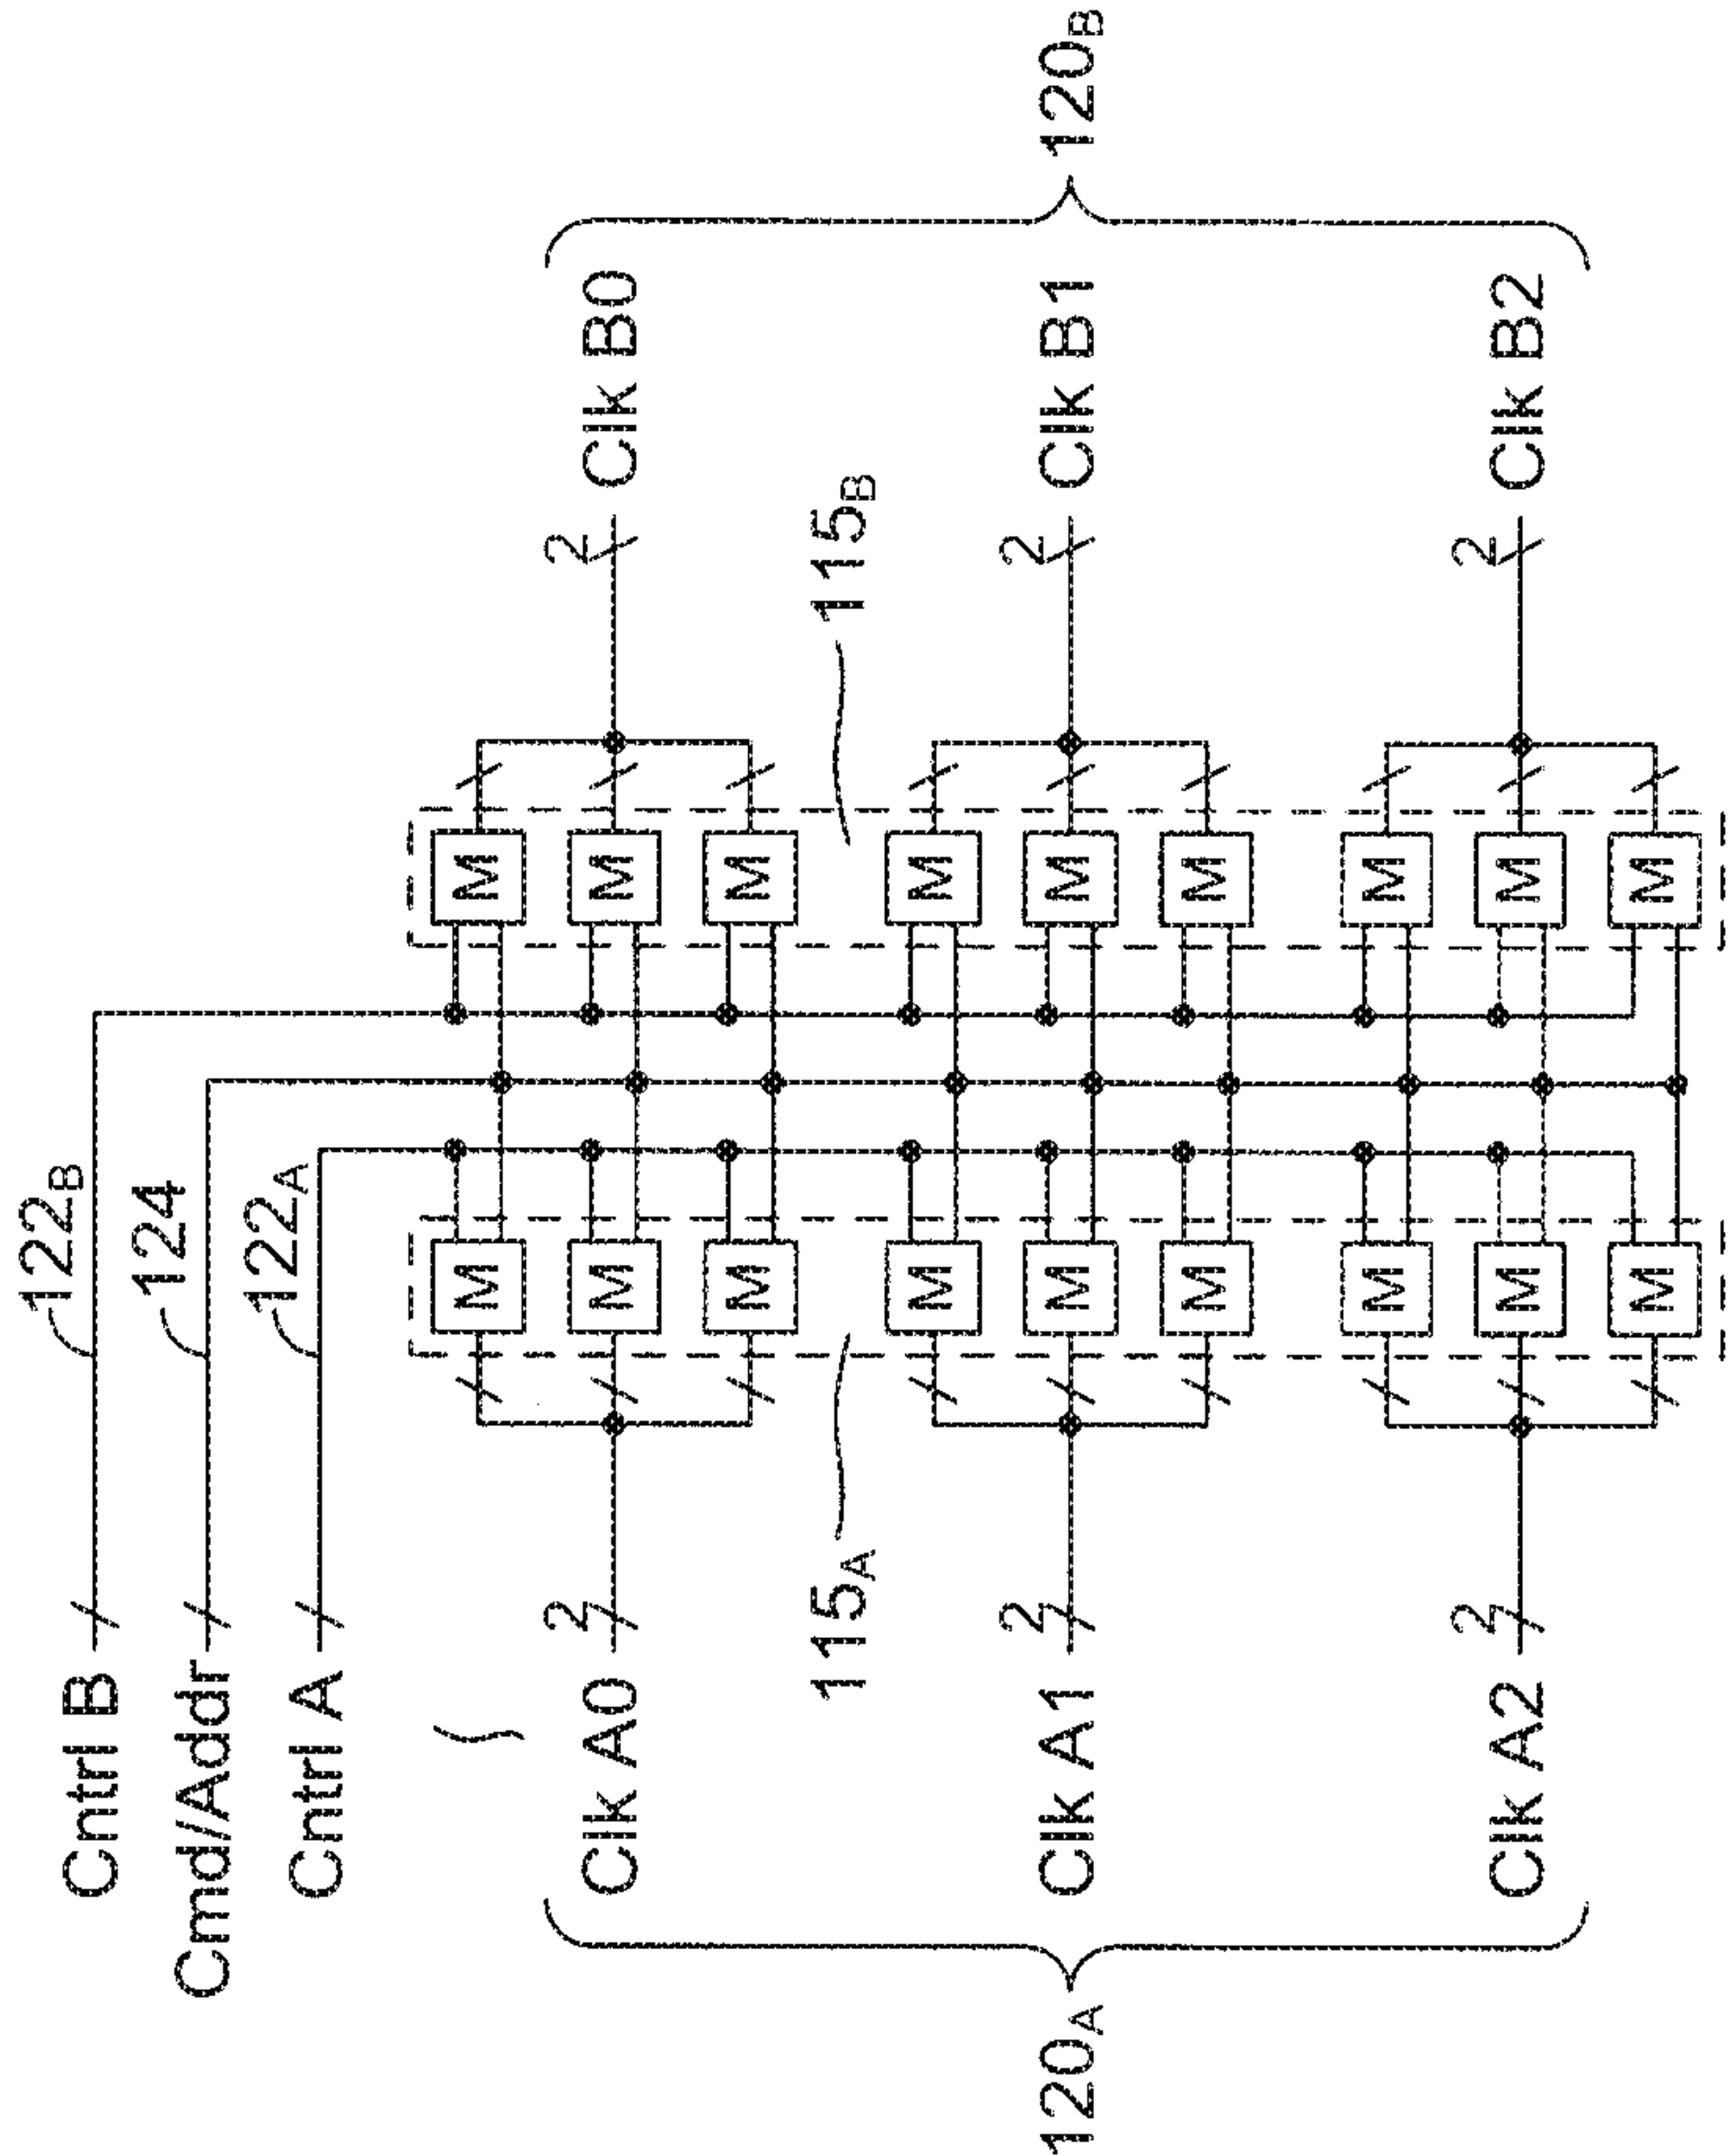 122B
Cntrl B
124
Cmd/Addr
122A
Cntrl A
M M
2 2
Clk A0 M M Clk B0
M M
115A 115B
M M
2 2
120A Clk A1 M M Clk B1 120B
M M
M M
2 2
Clk A2 M M Clk B2
M M